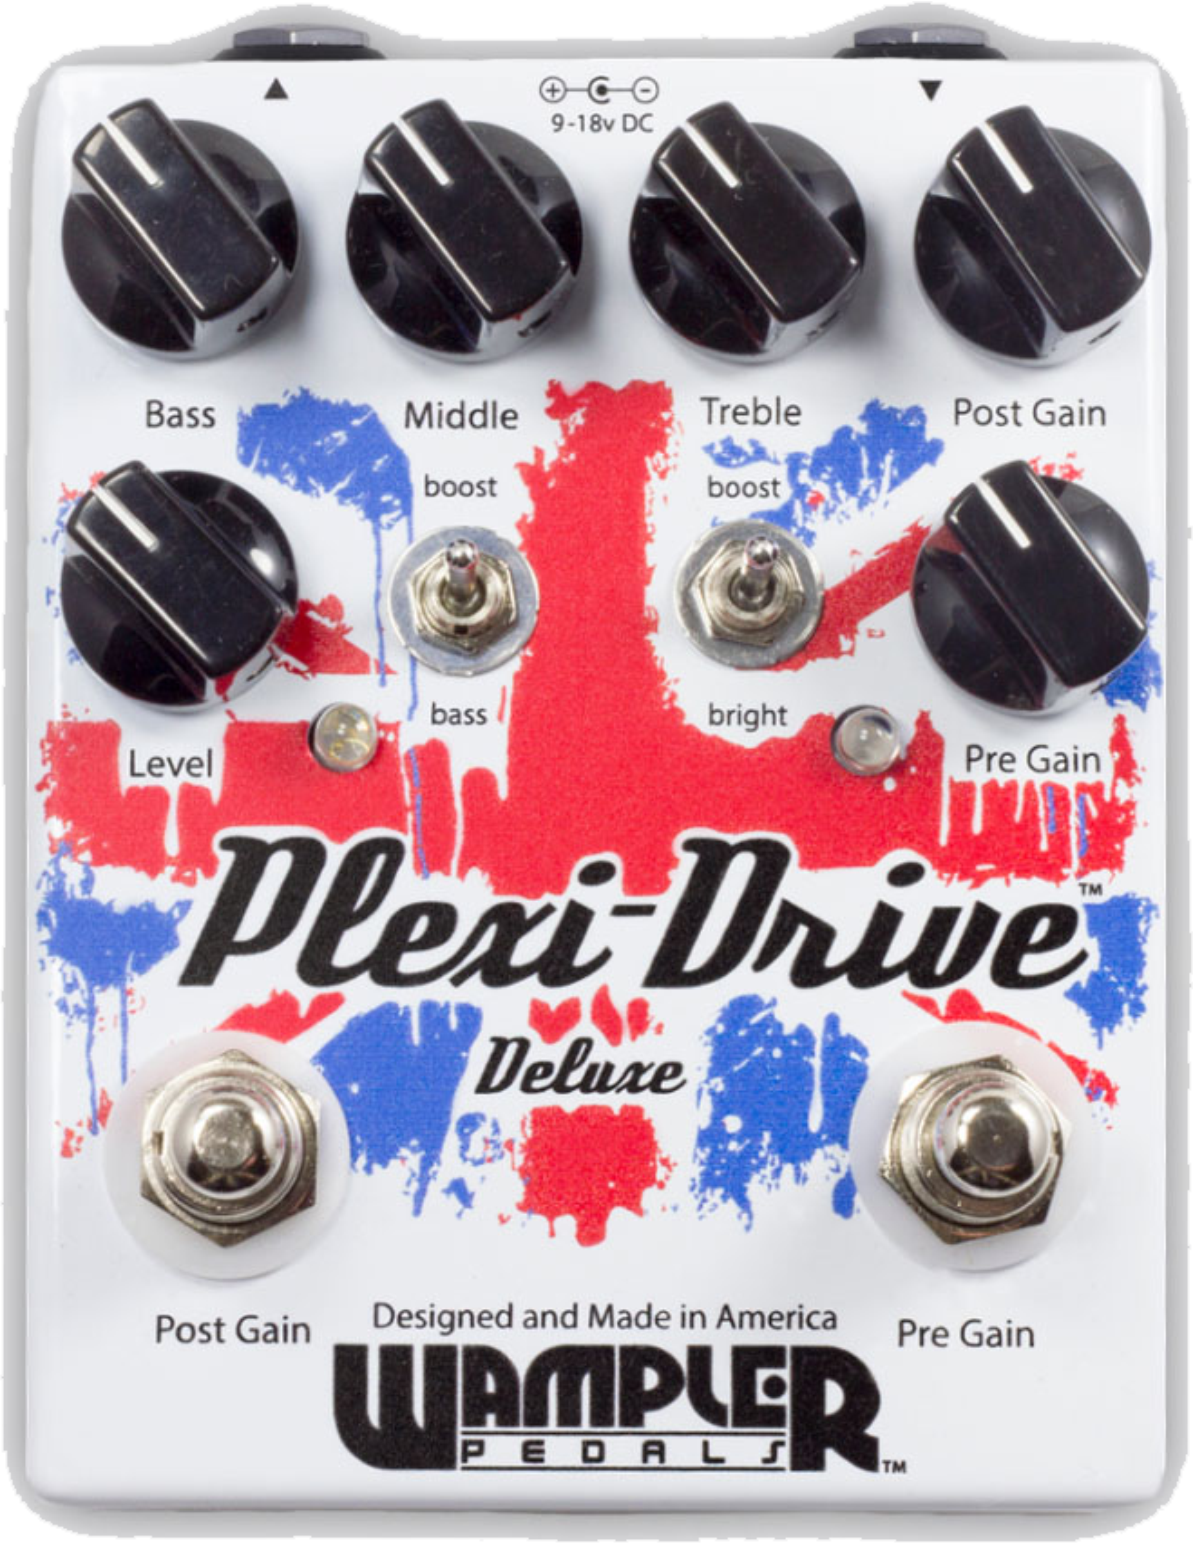 9-18v DC
Bass Middle Treble Post Gain
boost boost
bass bright
Level Pre Gain
Plexi-Drive™
Deluxe
Post Gain Pre Gain
Designed and Made in America
WAMPLER
PEDALS™